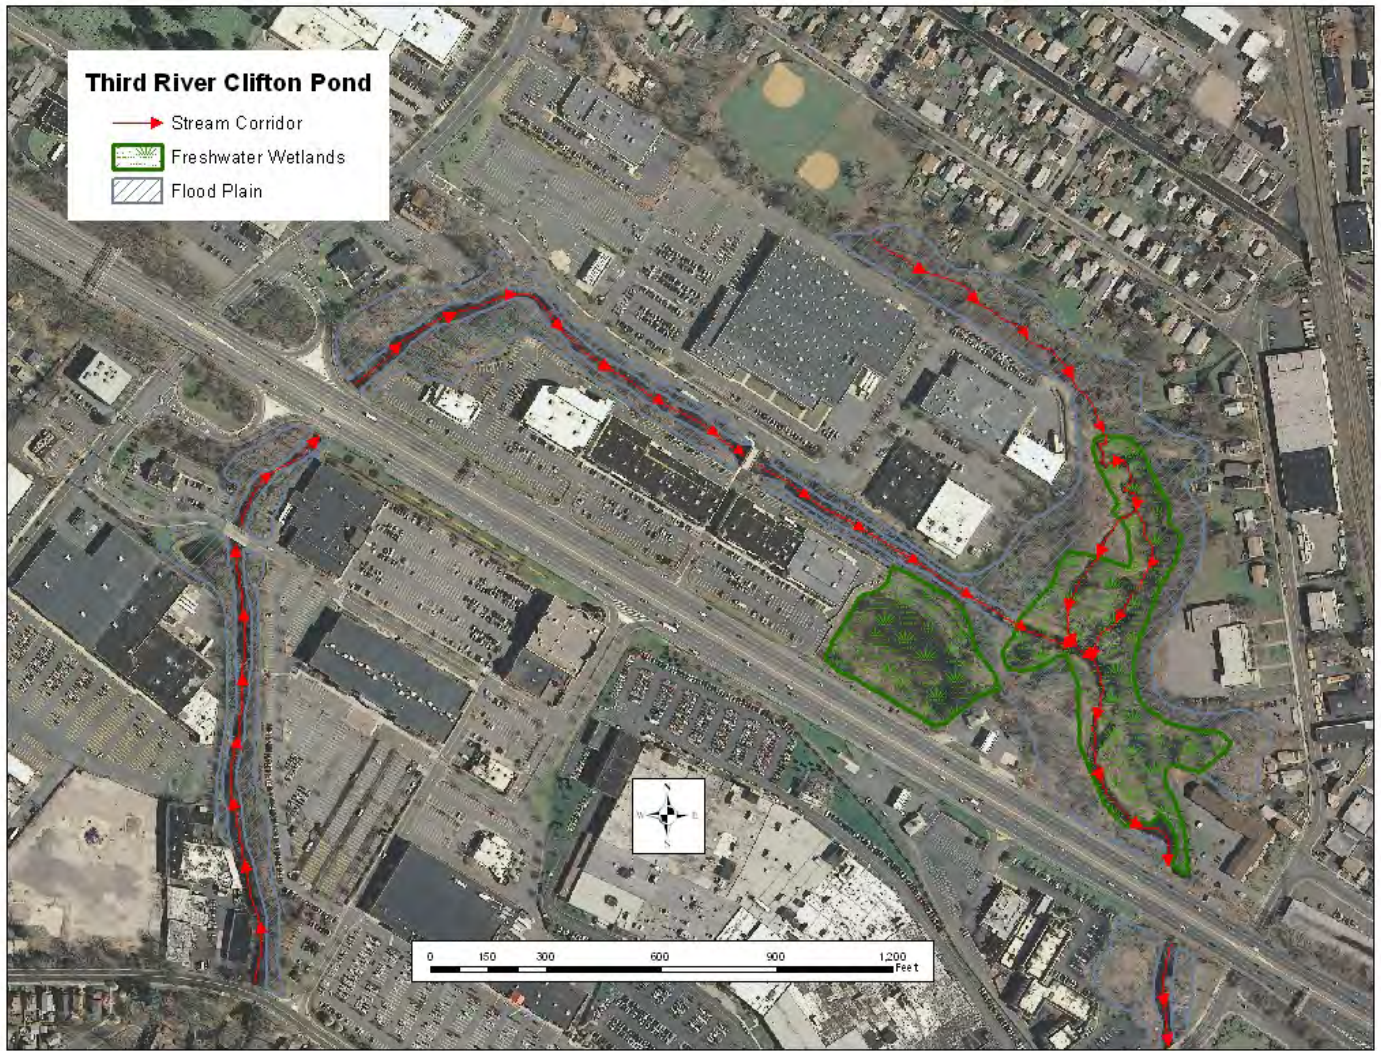 Third River Clifton Pond
Stream Corridor
Freshwater Wetlands
Flood Plain
N
W E
0 150 300 600 900 1,200
Feet